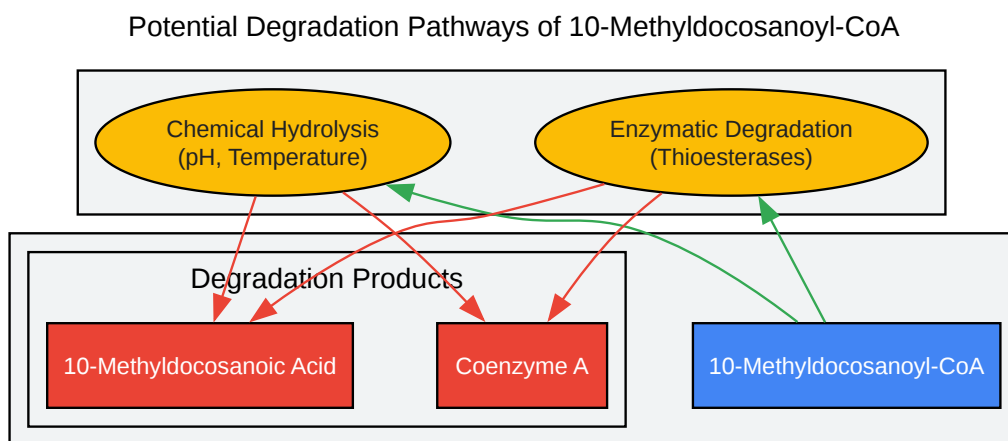 Potential Degradation Pathways of 10-Methyldocosanoyl-CoA
Chemical Hydrolysis
(pH, Temperature)
Enzymatic Degradation
(Thioesterases)
Degradation Products
10-Methyldocosanoic Acid
Coenzyme A
10-Methyldocosanoyl-CoA